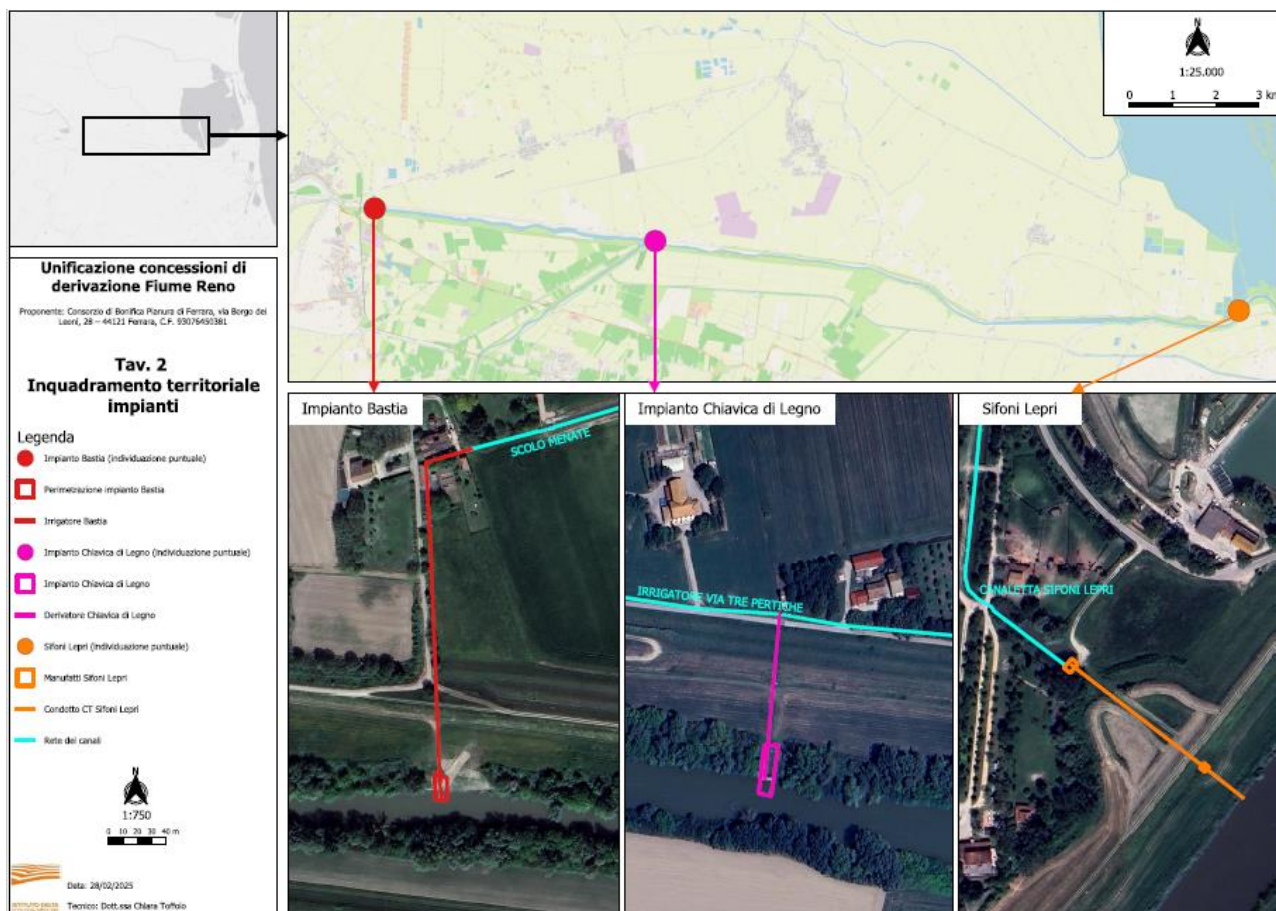 N
1:25.000
0 1 2 3 km
Unificazione concessioni di
derivazione Fiume Reno
Proponente: Consorzio di Bonifica Pianura di Ferrara, via Borgo dei
Leoni, 28 – 44121 Ferrara, C.F. 93076450381
Tav. 2
Inquadramento territoriale
impianti
Legenda
Impianto Bastia (individuazione puntuale)
Perimetrazione impianto Bastia
Irrigatore Bastia
Impianto Chiavica di Legno (individuazione puntuale)
Impianto Chiavica di Legno
Derivatore Chiavica di Legno
Sifoni Lepri (individuazione puntuale)
Manufatti Sifoni Lepri
Condotto CT Sifoni Lepri
Rete dei canali
N
1:750
0 10 20 30 40 m
Data: 28/02/2025
Tecnico: Dott.ssa Chiara Toffolo
Impianto Bastia
SCOLO MENATE
Impianto Chiavica di Legno
IRRIGATORE VIA TRE PERTICHE
Sifoni Lepri
CANALETTA SIFONI LEPRI